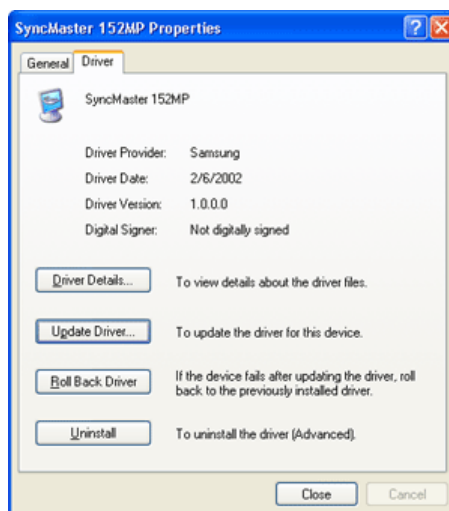 SyncMaster 152MP Properties
General Driver
SyncMaster 152MP
Driver Provider: Samsung
Driver Date: 2/6/2002
Driver Version: 1.0.0.0
Digital Signer: Not digitally signed
Driver Details... To view details about the driver files.
Update Driver... To update the driver for this device.
Roll Back Driver If the device fails after updating the driver, roll
back to the previously installed driver.
Uninstall To uninstall the driver (Advanced).
Close Cancel